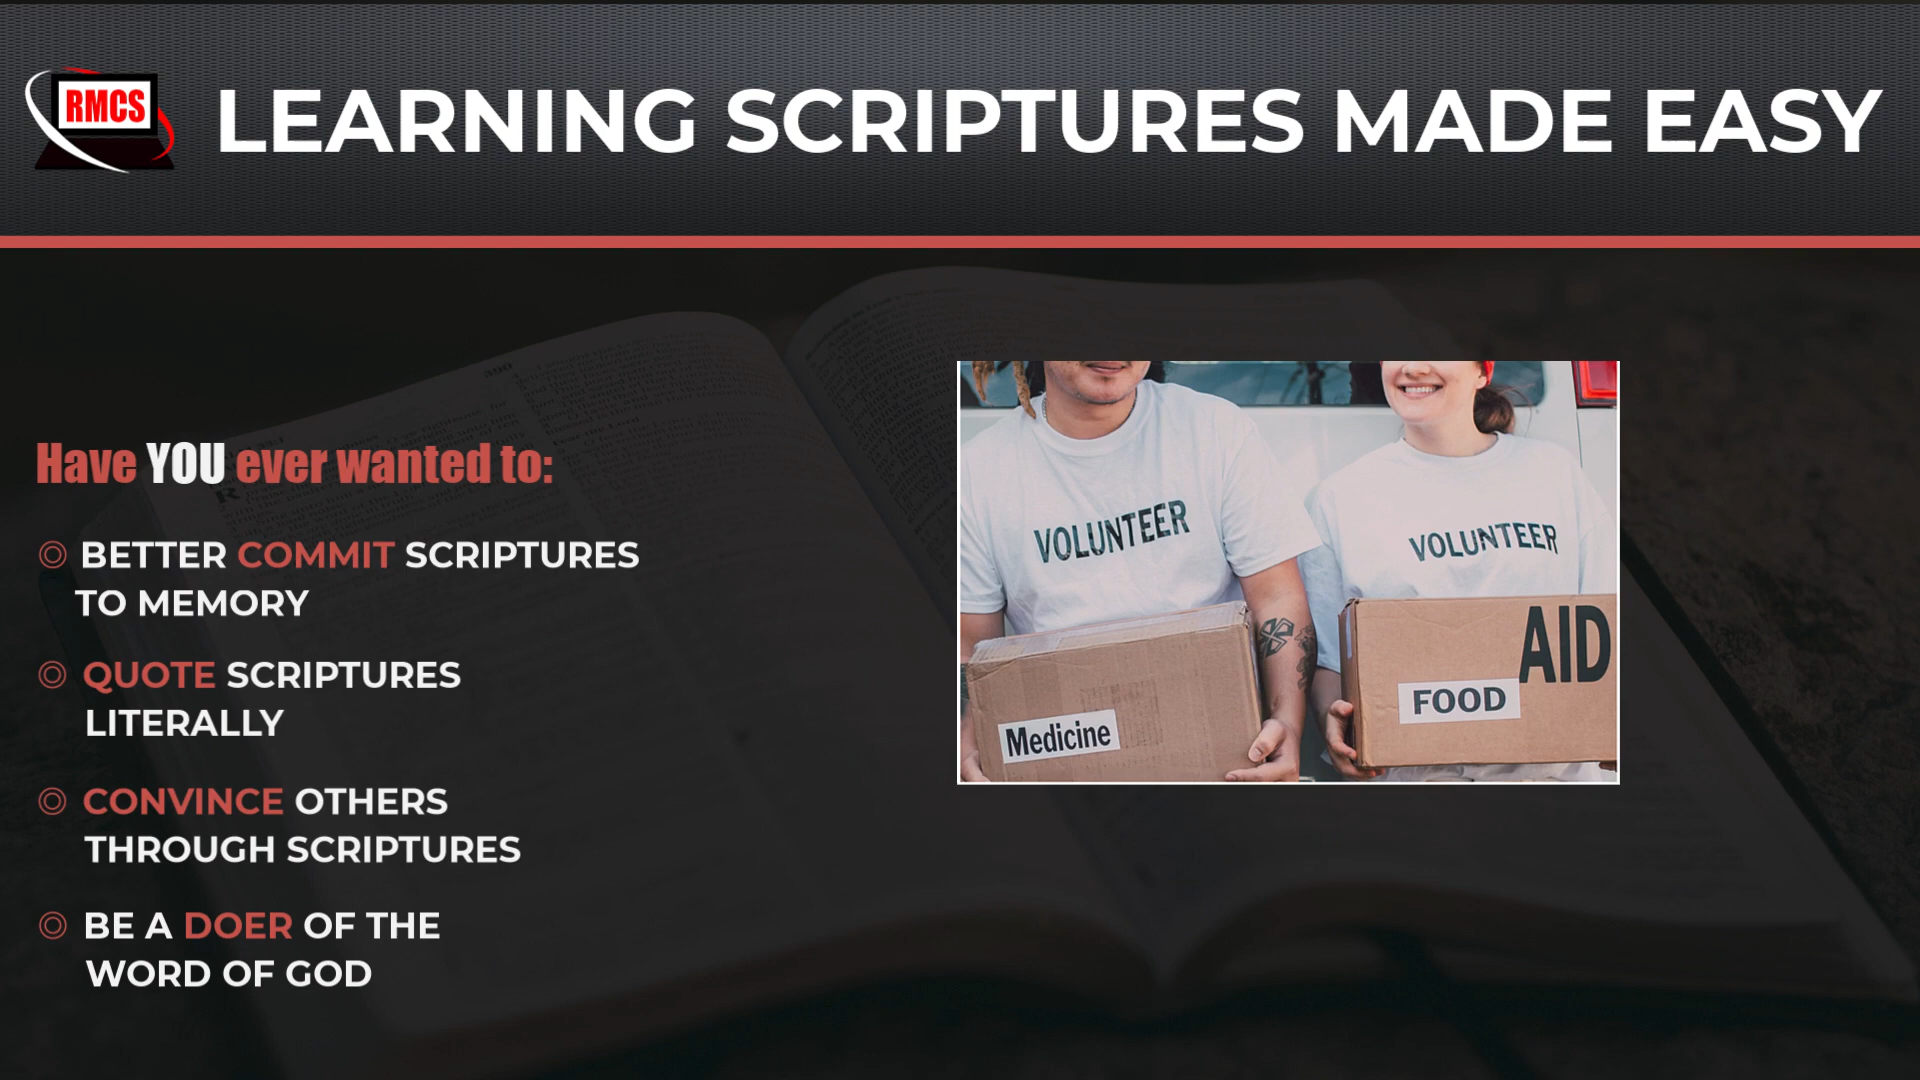 RMCS
LEARNING SCRIPTURES MADE EASY
Have YOU ever wanted to:
BETTER COMMIT SCRIPTURES
TO MEMORY
QUOTE SCRIPTURES
LITERALLY
CONVINCE OTHERS
THROUGH SCRIPTURES
BE A DOER OF THE
WORD OF GOD
VOLUNTEER
VOLUNTEER
AID
FOOD
Medicine